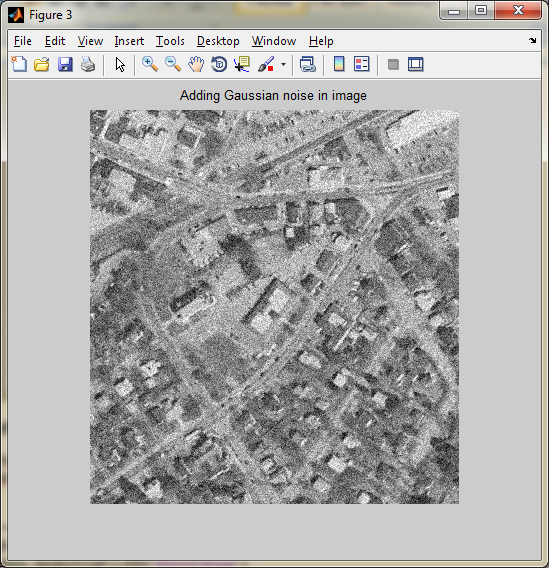 Figure 3
File Edit View Insert Tools Desktop Window Help
Adding Gaussian noise in image